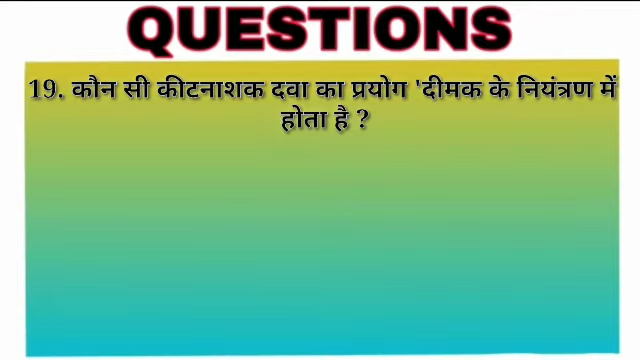 QUESTIONS
19. कौन सी कीटनाशक दवा का प्रयोग 'दीमक के नियंत्रण में
होता है ?